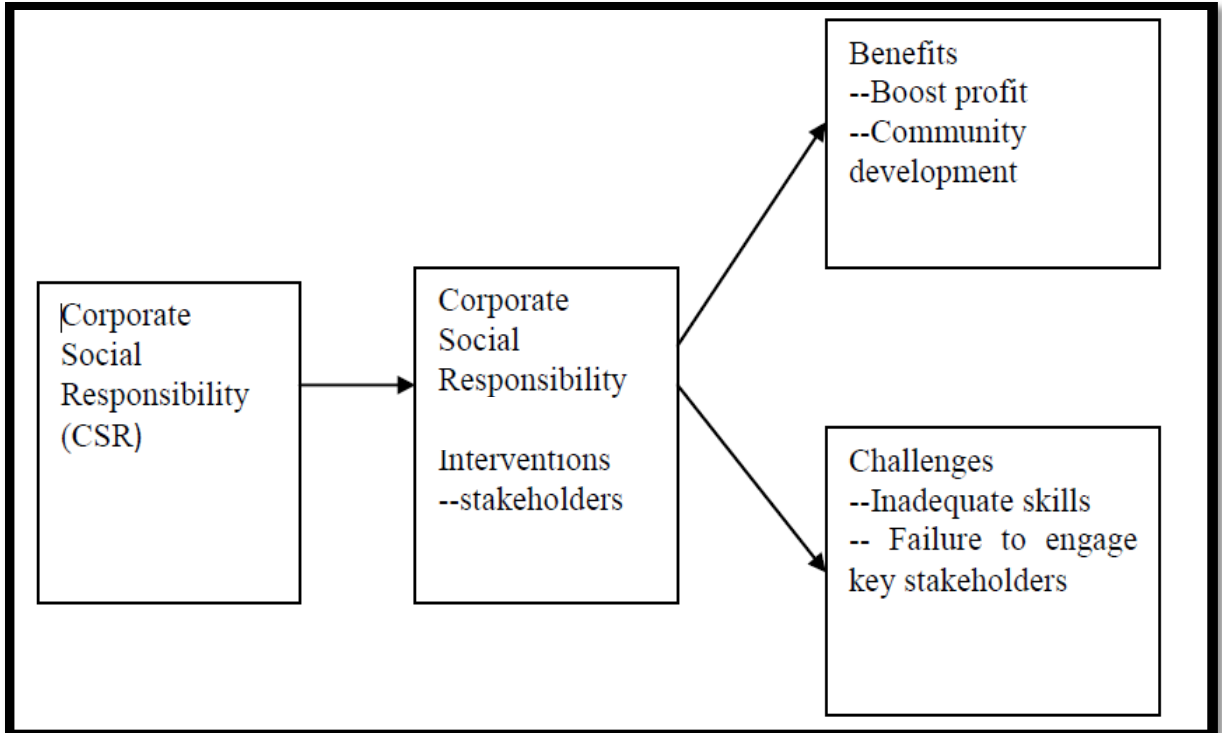 Corporate
Social
Responsibility
(CSR)
Corporate
Social
Responsibility
Interventions
--stakeholders
Benefits
--Boost profit
--Community
development
Challenges
--Inadequate skills
-- Failure to engage
key stakeholders